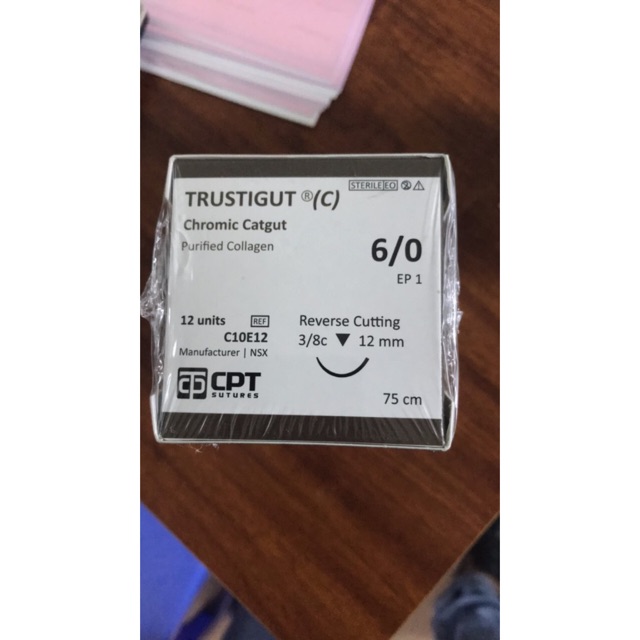 STERILE EO
TRUSTIGUT ®(C)
Chromic Catgut
Purified Collagen
6/0
EP 1
12 units REF
C10E12
Manufacturer | NSX
Reverse Cutting
3/8c ▼ 12 mm
CPT
SUTURES
75 cm